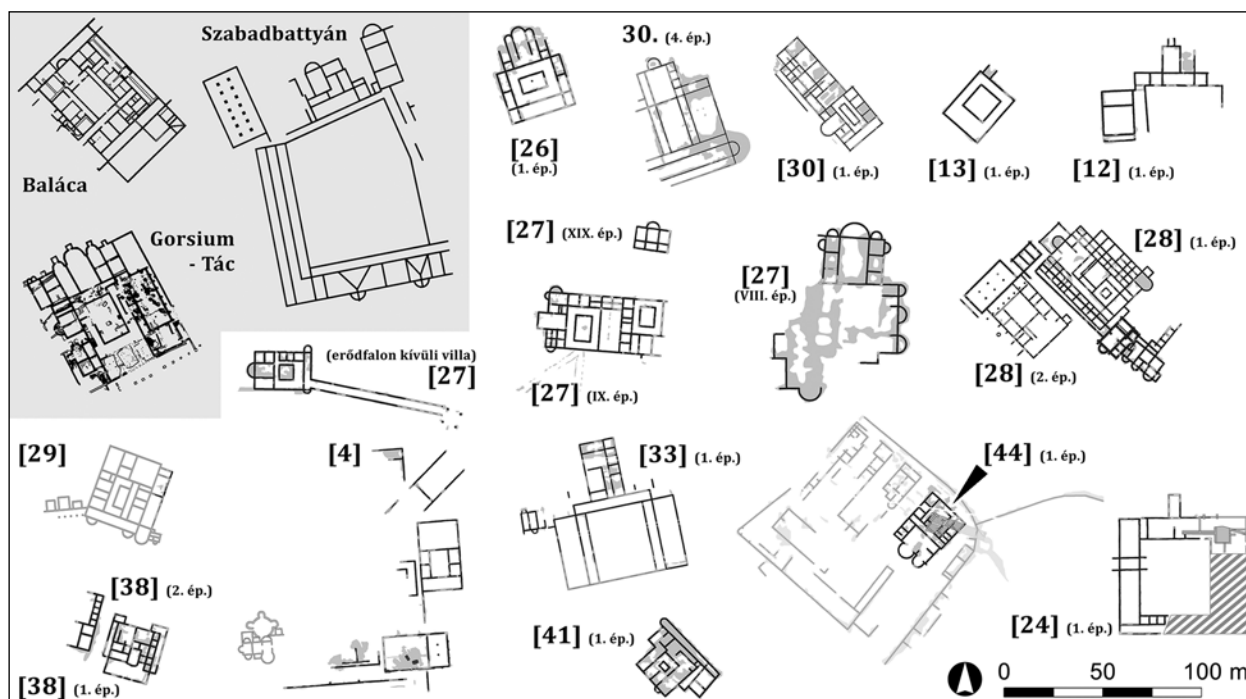 Szabadbattyán
Baláca
Gorsium
- Tác
30. (4. ép.)
[26]
(1. ép.)
[30] (1. ép.)
[13] (1. ép.)
[12] (1. ép.)
[27] (XIX. ép.)
[27]
(VIII. ép.)
[28] (1. ép.)
[27] (IX. ép.)
[28] (2. ép.)
(erődfalon kívüli villa)
[27]
[29]
[4]
[33] (1. ép.)
[44] (1. ép.)
[38] (2. ép.)
[38] (1. ép.)
[41] (1. ép.)
[24] (1. ép.)
0 50 100 m